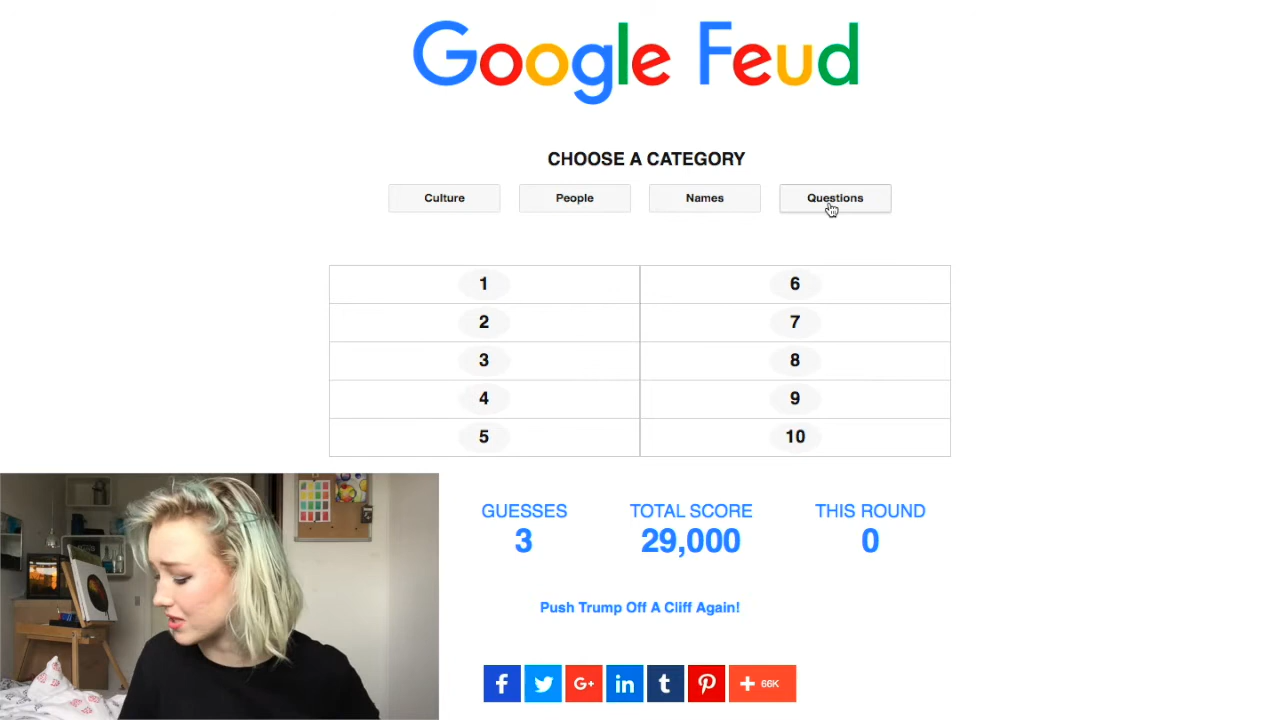 Google Feud
CHOOSE A CATEGORY
Culture People Names Questions
1 6
2 7
3 8
4 9
5 10
GUESSES TOTAL SCORE THIS ROUND
3 29,000 0
Push Trump Off A Cliff Again!
f G+ in t + 66K